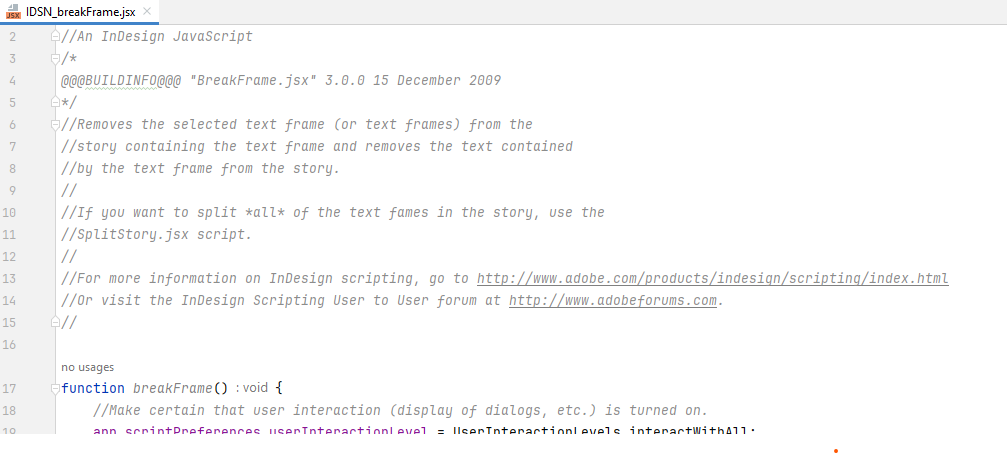 IDSN_breakFrame.jsx
2 //An InDesign JavaScript
3 /*
4 @@@BUILDINFO@@@ "BreakFrame.jsx" 3.0.0 15 December 2009
5 */
6 //Removes the selected text frame (or text frames) from the
7 //story containing the text frame and removes the text contained
8 //by the text frame from the story.
9 //
10 //If you want to split *all* of the text fames in the story, use the
11 //SplitStory.jsx script.
12 //
13 //For more information on InDesign scripting, go to http://www.adobe.com/products/indesign/scripting/index.html
14 //Or visit the InDesign Scripting User to User forum at http://www.adobeforums.com.
15 //
16
no usages
17 function breakFrame() : void {
18 //Make certain that user interaction (display of dialogs, etc.) is turned on.
19 app.scriptPreferences.userInteractionLevel = UserInteractionLevels.interactWithAll;